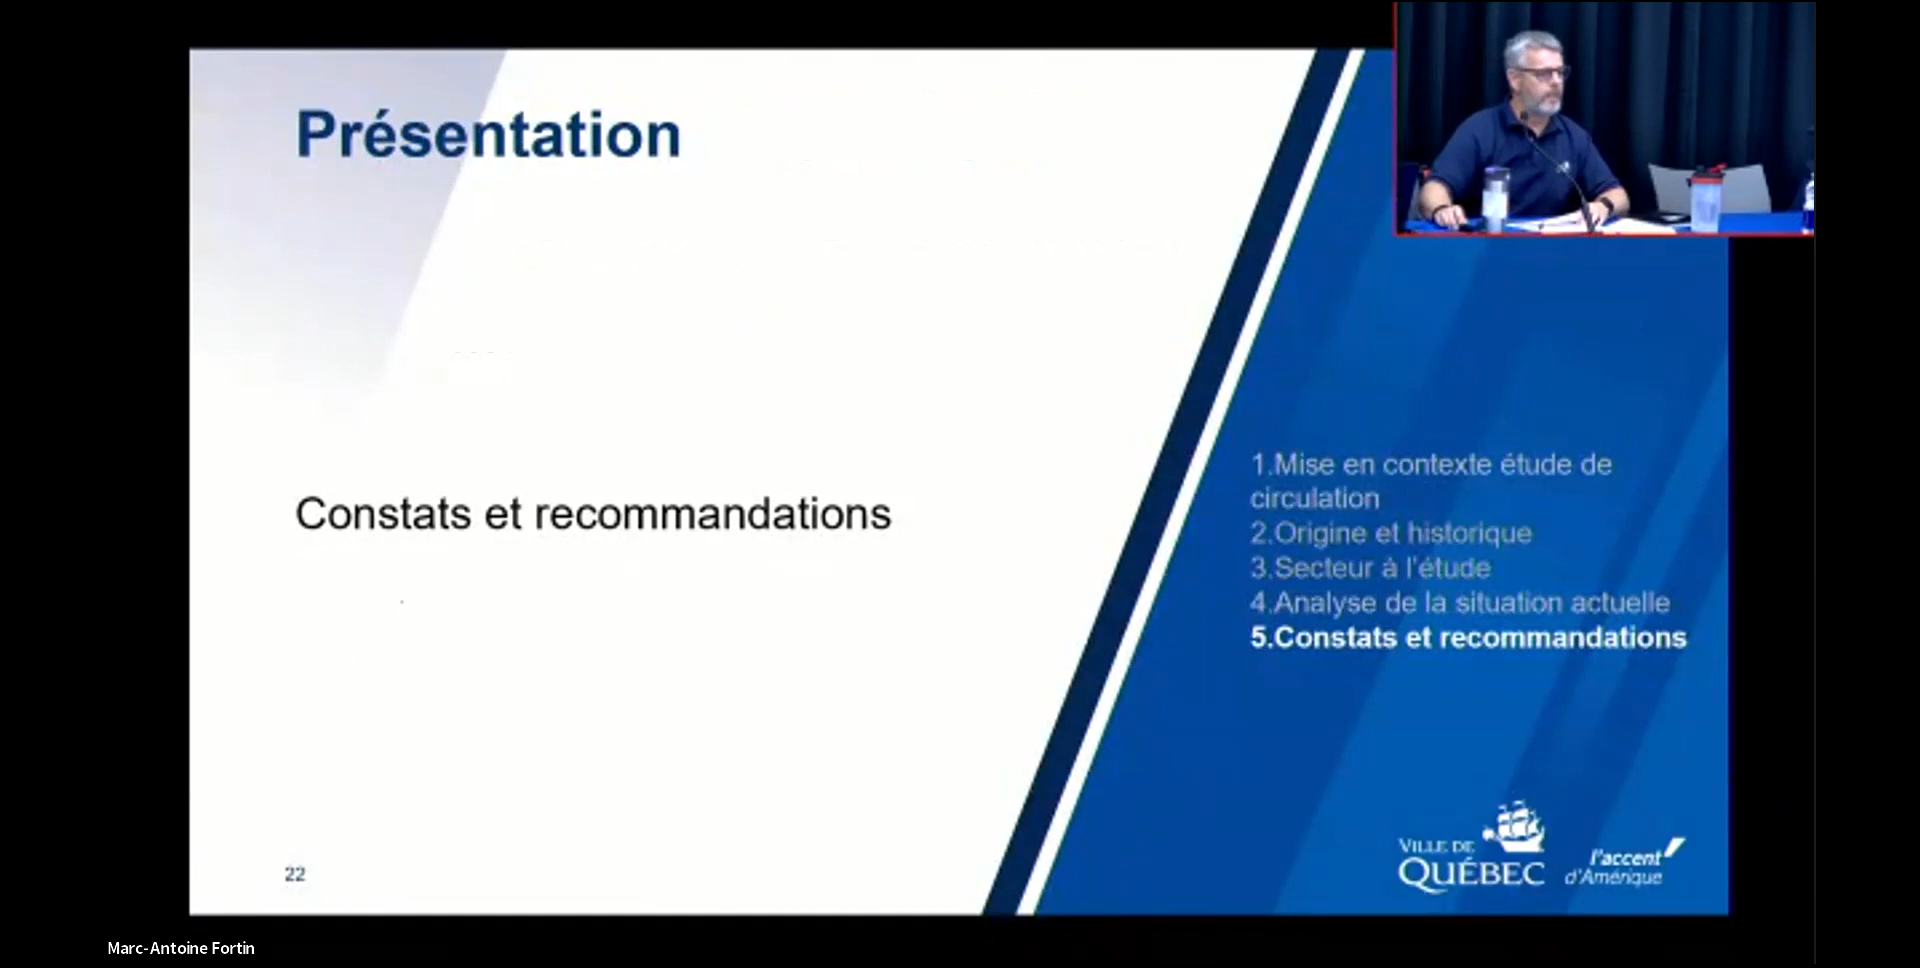 Présentation
Constats et recommandations
1.Mise en contexte étude de
circulation
2.Origine et historique
3.Secteur à l'étude
4.Analyse de la situation actuelle
5.Constats et recommandations
VILLE DE
QUÉBEC
l'accent
d'Amérique
22
Marc-Antoine Fortin